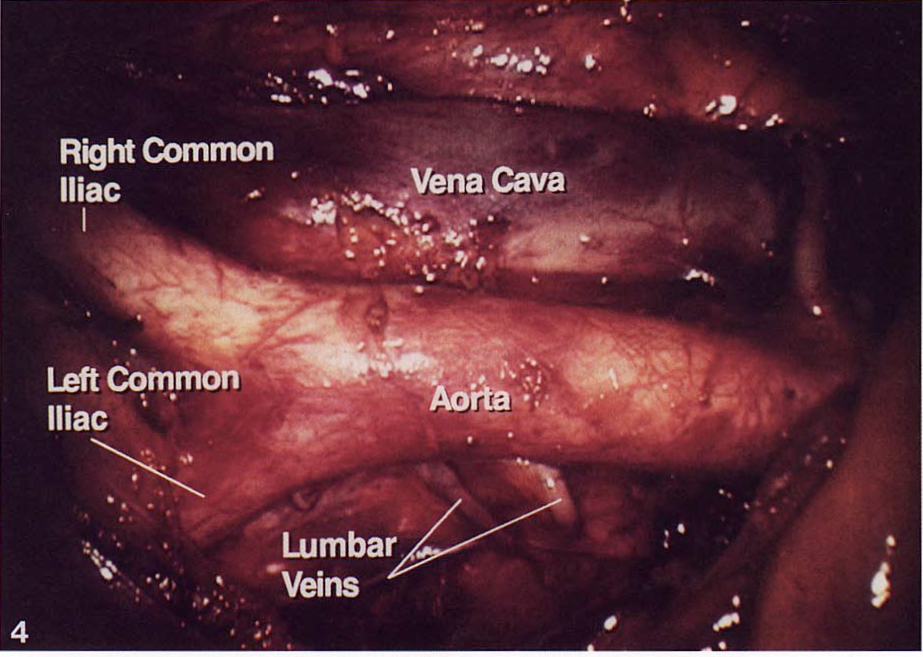 Right Common
Iliac
Vena Cava
Left Common
Iliac
Aorta
Lumbar
Veins
4